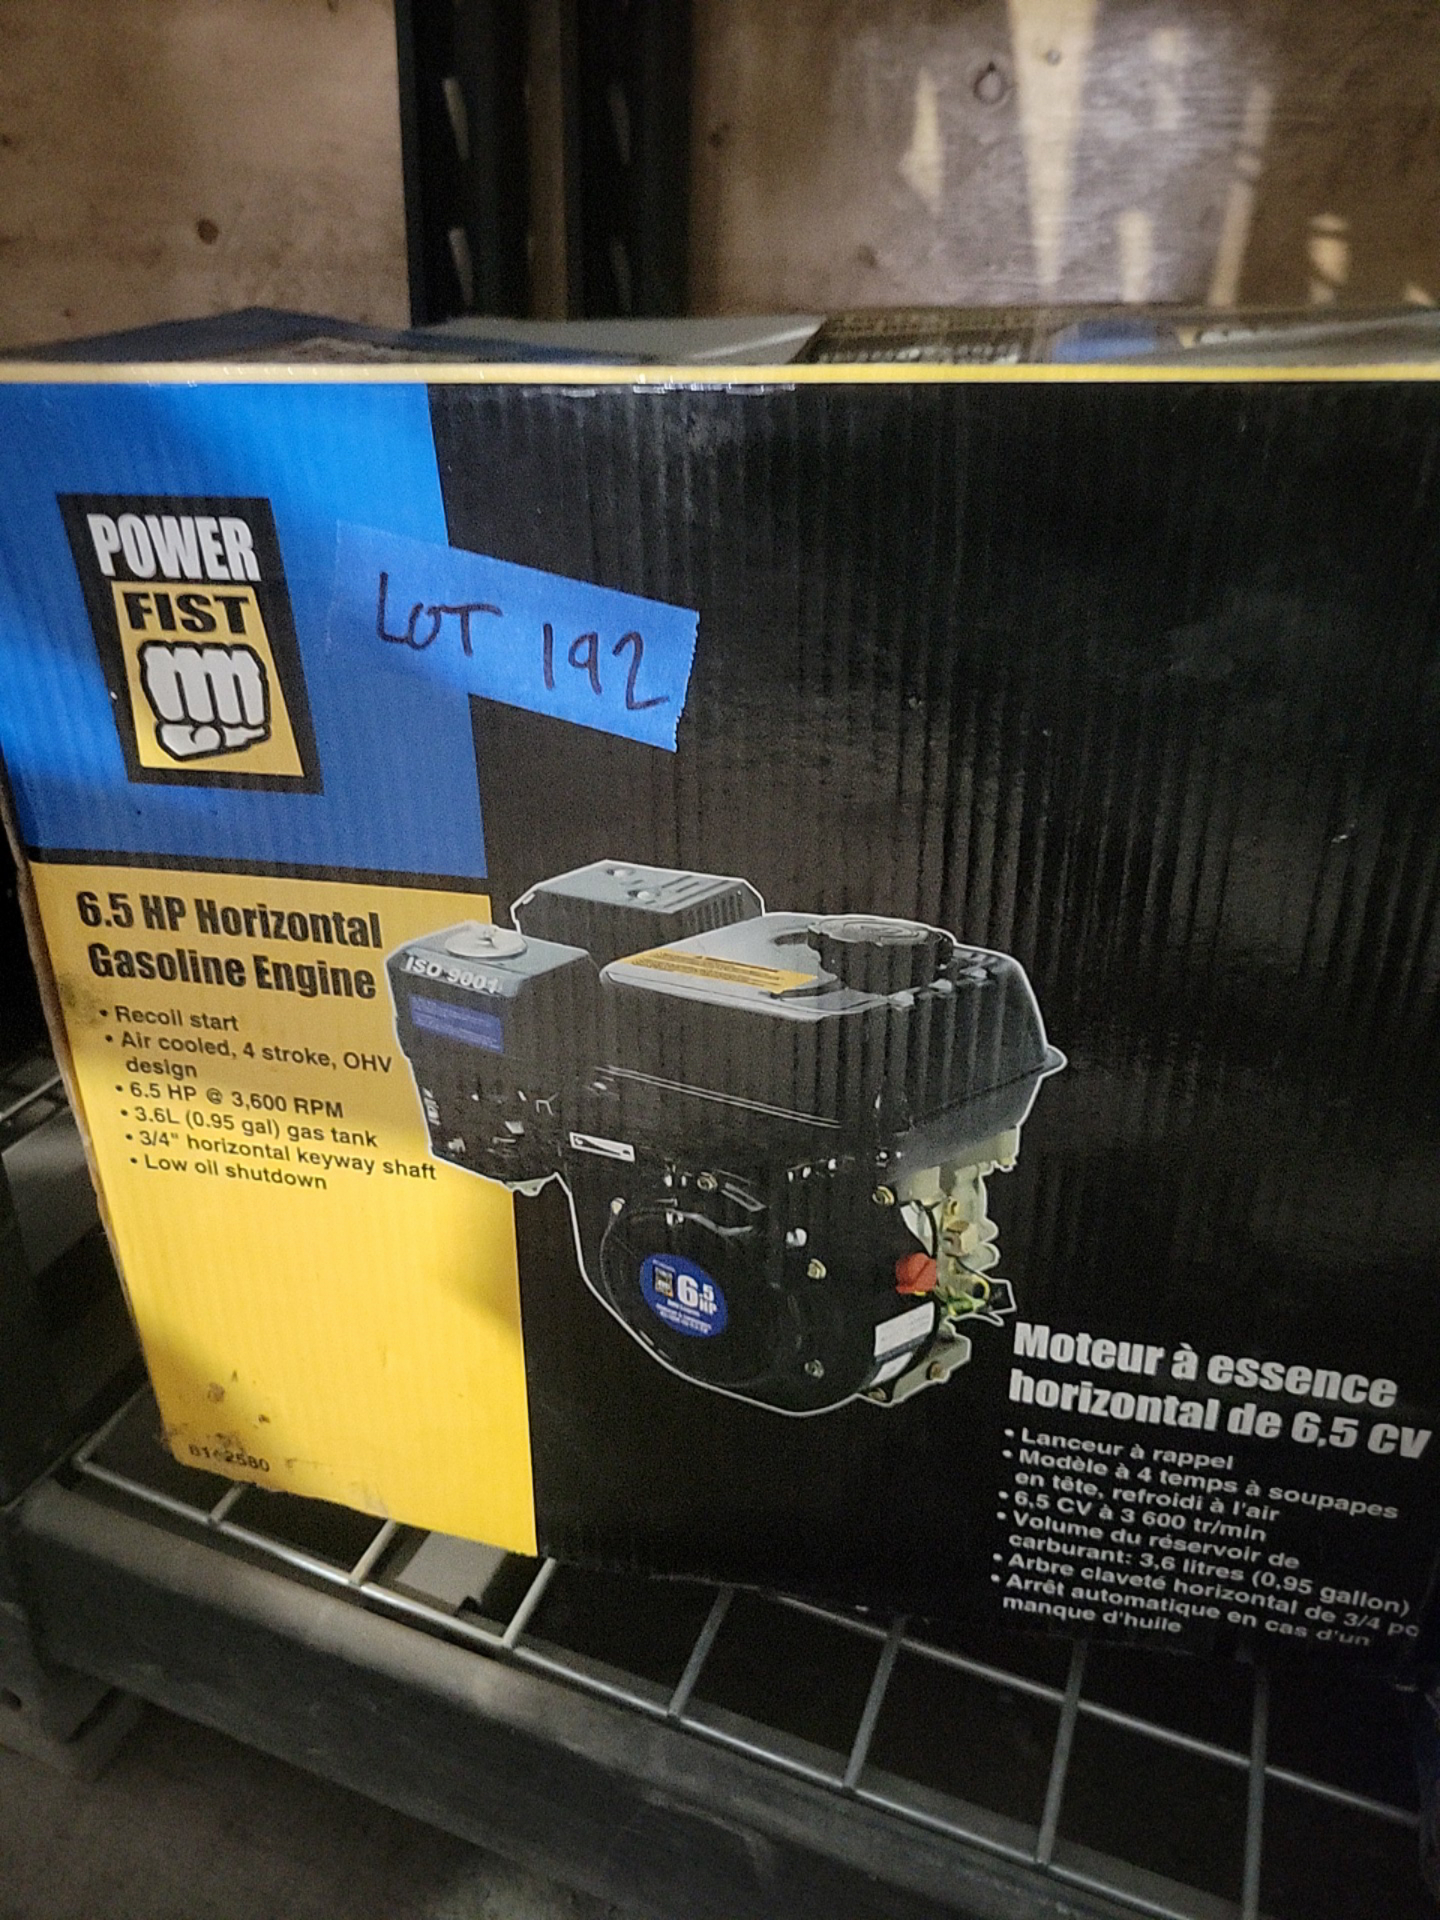 POWER
FIST
LOT 192
6.5 HP Horizontal
Gasoline Engine
• Recoil start
• Air cooled, 4 stroke, OHV
design
• 6.5 HP @ 3,600 RPM
• 3.6L (0.95 gal) gas tank
• 3/4" horizontal keyway shaft
• Low oil shutdown
ISO 9001
6.5
HP
Moteur à essence
horizontal de 6,5 CV
• Lanceur à rappel
• Modèle à 4 temps à soupapes
en tête, refroidi à l'air
• 6,5 CV à 3 600 tr/min
• Volume du réservoir de
carburant: 3,6 litres (0,95 gallon)
• Arbre claveté horizontal de 3/4 po
• Arrêt automatique en cas d'un
manque d'huile